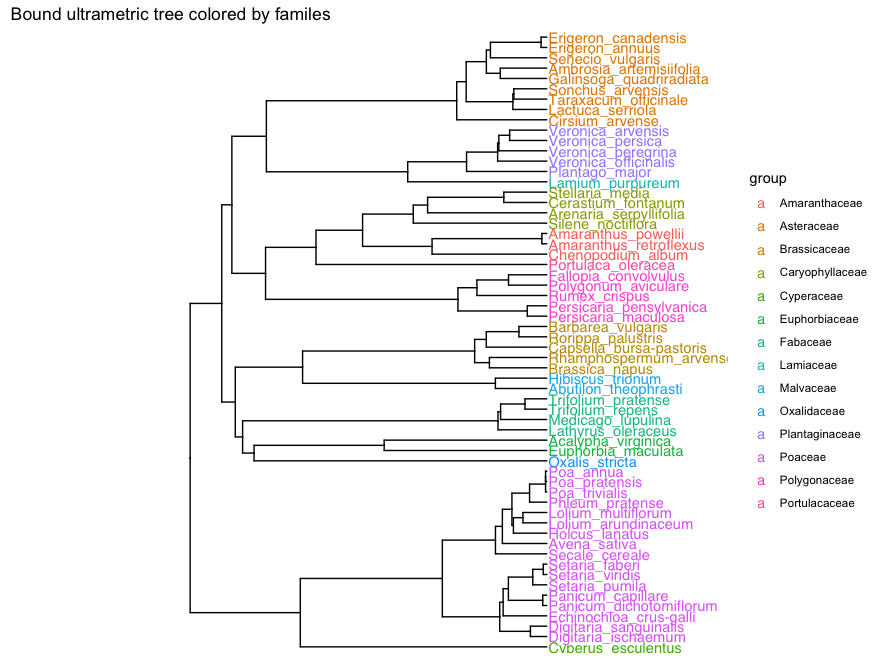 Bound ultrametric tree colored by familes
Erigeron_canadensis
Erigeron_annuus
Senecio_vulgaris
Ambrosia_artemisiifolia
Galinsoga_quadriradiata
Sonchus_arvensis
Taraxacum_officinale
Lactuca_serriola
Cirsium_arvense
Veronica_arvensis
Veronica_persica
Veronica_peregrina
Veronica_officinalis
Plantago_major
Lamium_purpureum
Stellaria_media
Cerastium_fontanum
Arenaria_serpyllifolia
Silene_noctiflora
Amaranthus_powellii
Amaranthus_retroflexus
Chenopodium_album
Portulaca_oleracea
Fallopia_convolvulus
Polygonum_aviculare
Rumex_crispus
Persicaria_pensylvanica
Persicaria_maculosa
Barbarea_vulgaris
Rorippa_palustris
Capsella_bursa-pastoris
Rhamphospermum_arvens
Brassica_napus
Hibiscus_trionum
Abutilon_theophrasti
Trifolium_pratense
Trifolium_repens
Medicago_lupulina
Lathyrus_oleraceus
Acalypha_virginica
Euphorbia_maculata
Oxalis_stricta
Poa_annua
Poa_pratensis
Poa_trivialis
Phleum_pratense
Lolium_multiflorum
Lolium_arundinaceum
Holcus_lanatus
Avena_sativa
Secale_cereale
Setaria_faberi
Setaria_viridis
Setaria_pumila
Panicum_capillare
Panicum_dichotomiflorum
Echinochloa_crus-galli
Digitaria_sanguinalis
Digitaria_ischaemum
Cyperus_esculentus
group
a Amaranthaceae
a Asteraceae
a Brassicaceae
a Caryophyllaceae
a Cyperaceae
a Euphorbiaceae
a Fabaceae
a Lamiaceae
a Malvaceae
a Oxalidaceae
a Plantaginaceae
a Poaceae
a Polygonaceae
a Portulacaceae